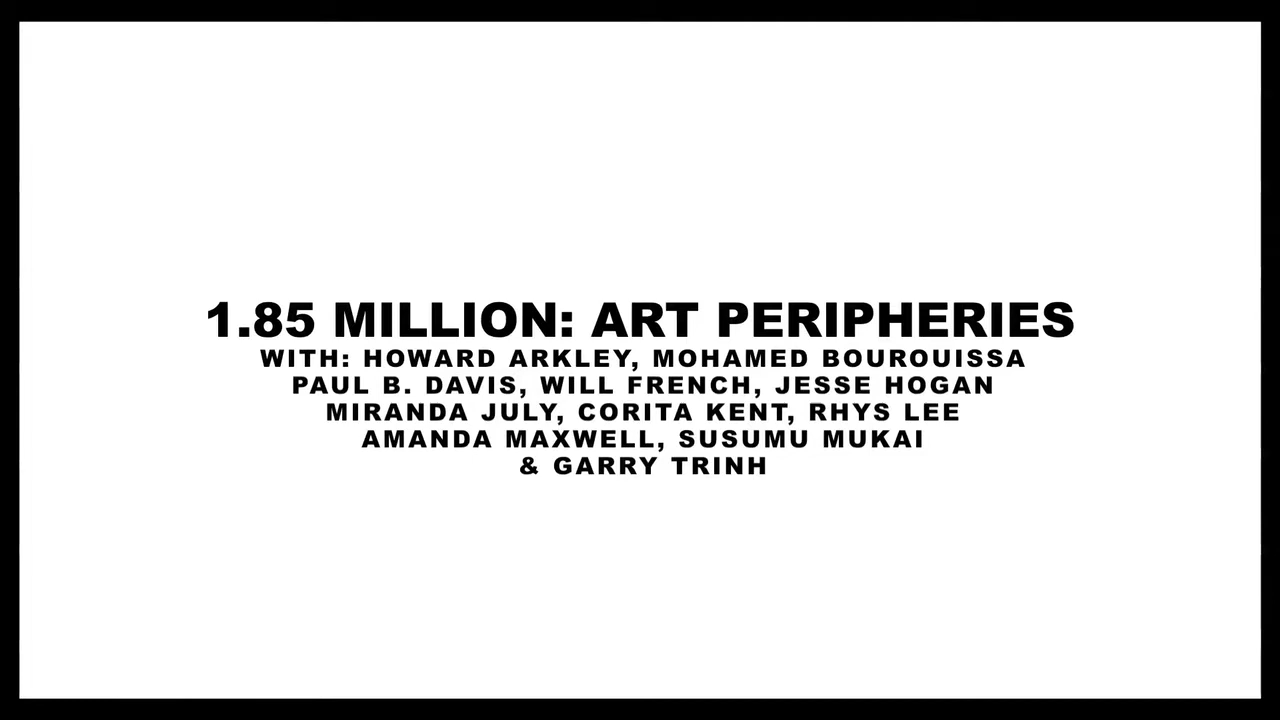 1.85 MILLION: ART PERIPHERIES
WITH: HOWARD ARKLEY, MOHAMED BOUROUISSA
PAUL B. DAVIS, WILL FRENCH, JESSE HOGAN
MIRANDA JULY, CORITA KENT, RHYS LEE
AMANDA MAXWELL, SUSUMU MUKAI
& GARRY TRINH